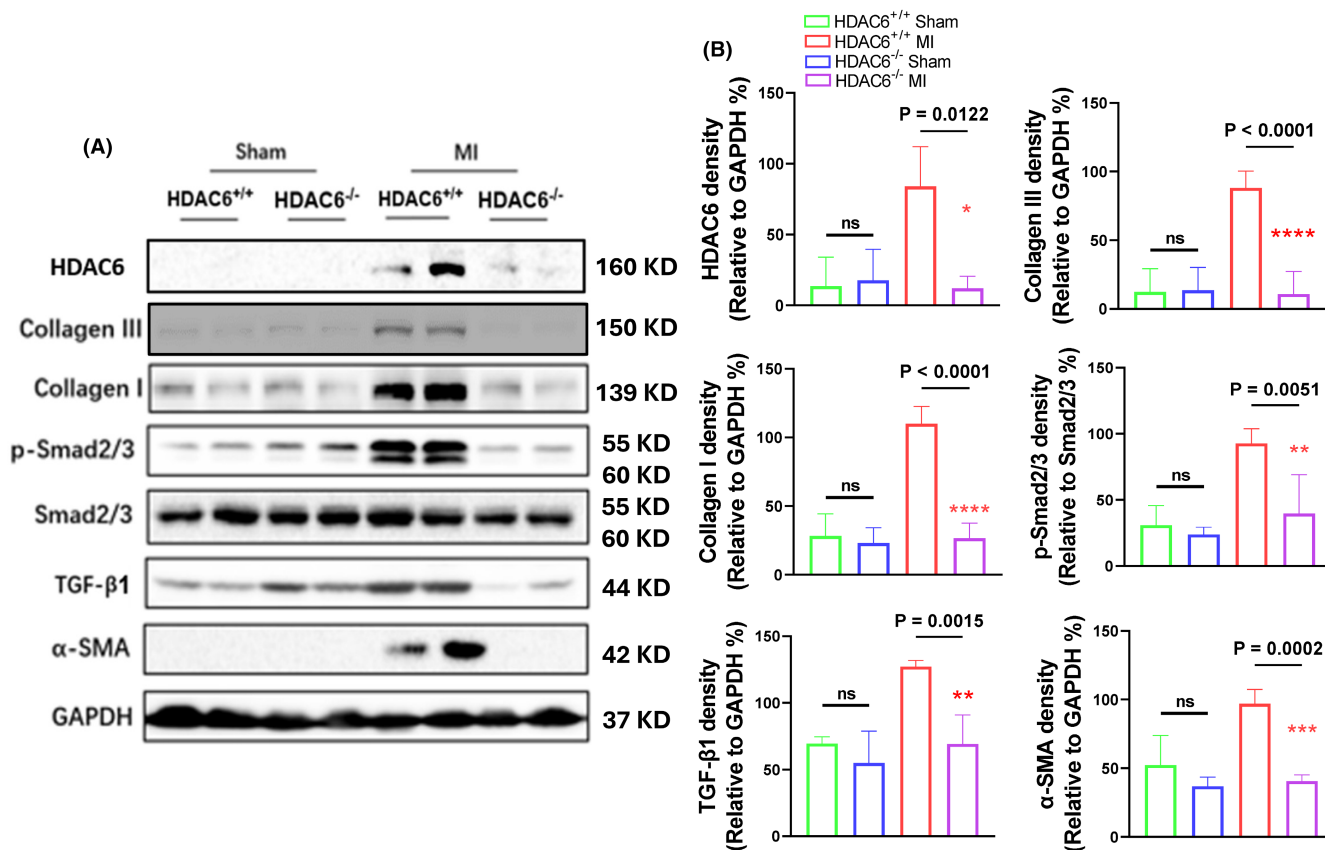 (A)
Sham MI
HDAC6+/+ HDAC6-/- HDAC6+/+ HDAC6-/-
HDAC6 160 KD
Collagen III 150 KD
Collagen I 139 KD
p-Smad2/3 55 KD
60 KD
Smad2/3 55 KD
60 KD
TGF-β1 44 KD
α-SMA 42 KD
GAPDH 37 KD
(B)
HDAC6+/+ Sham
HDAC6+/+ MI
HDAC6-/- Sham
HDAC6-/- MI
HDAC6 density
(Relative to GAPDH %)
150
100
50
0
ns
P = 0.0122
*
Collagen III density
(Relative to GAPDH %)
150
100
50
0
ns
P < 0.0001
****
Collagen I density
(Relative to GAPDH %)
150
100
50
0
ns
P < 0.0001
****
p-Smad2/3 density
(Relative to Smad2/3 %)
150
100
50
0
ns
P = 0.0051
**
TGF-β1 density
(Relative to GAPDH %)
150
100
50
0
ns
P = 0.0015
**
α-SMA density
(Relative to GAPDH %)
150
100
50
0
ns
P = 0.0002
***